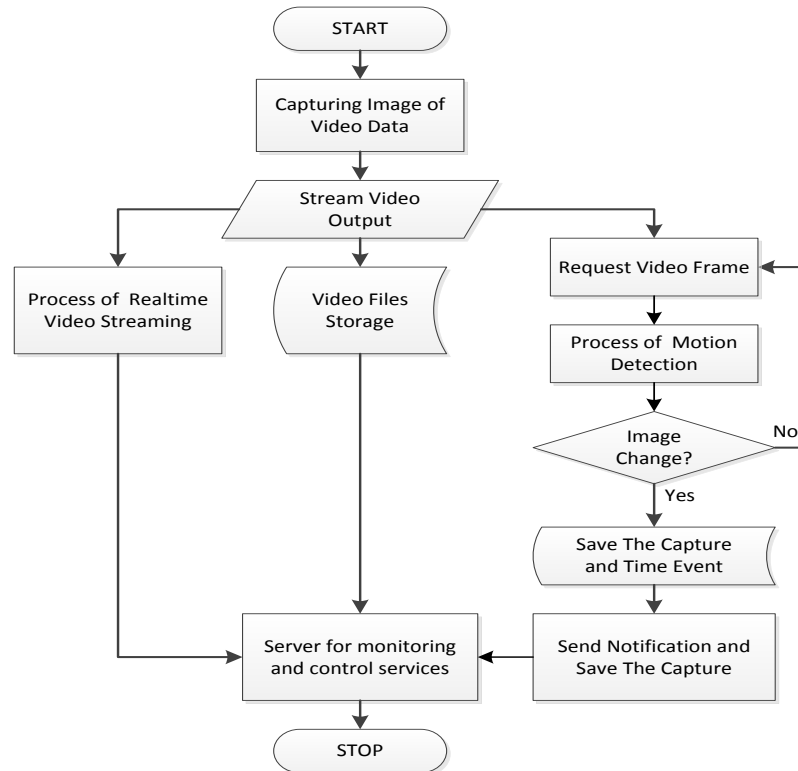 START
Capturing Image of
Video Data
Stream Video
Output
Process of Realtime
Video Streaming
Video Files
Storage
Request Video Frame
Process of Motion
Detection
Image
Change?
No
Yes
Save The Capture
and Time Event
Server for monitoring
and control services
Send Notification and
Save The Capture
STOP